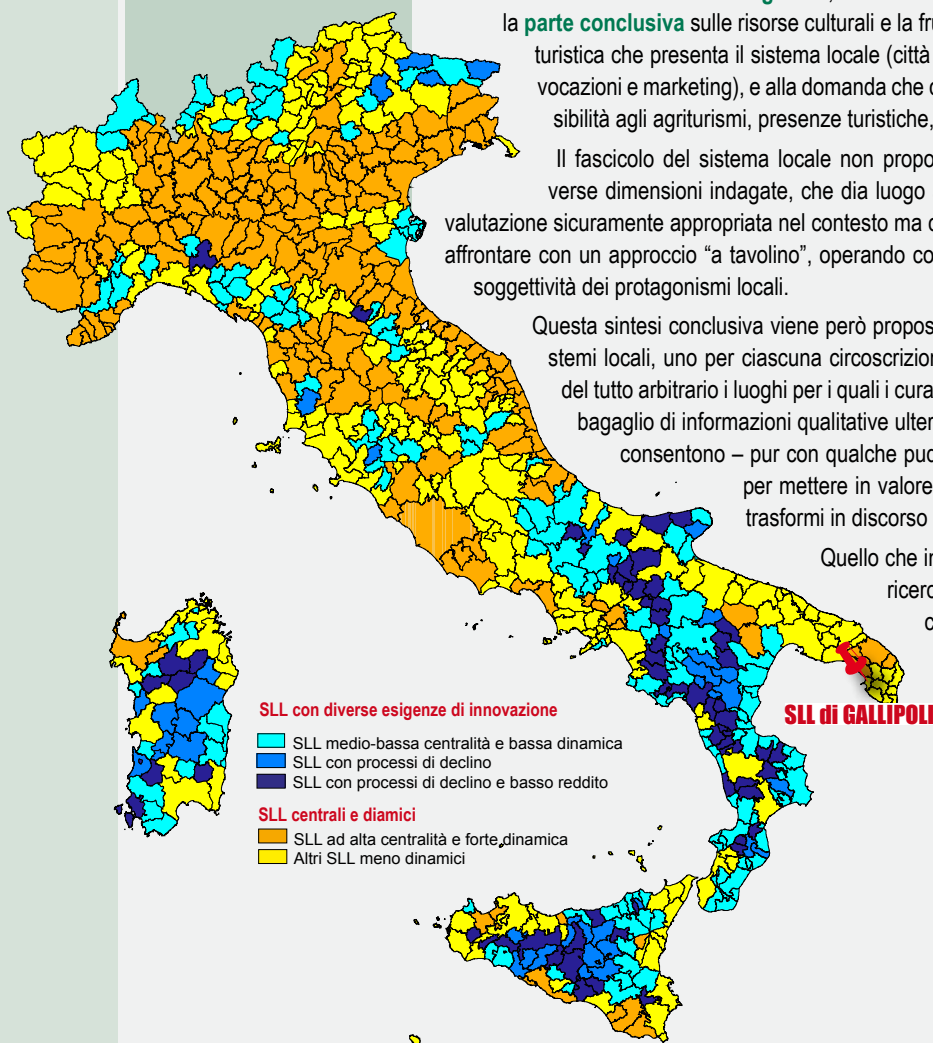 la parte conclusiva sulle risorse culturali e la fru
turistica che presenta il sistema locale (città
vocazioni e marketing), e alla domanda che
sibilità agli agriturismi, presenze turistiche,
Il fascicolo del sistema locale non propo
verse dimensioni indagate, che dia luogo
valutazione sicuramente appropriata nel contesto ma
affrontare con un approccio “a tavolino”, operando co
soggettività dei protagonismi locali.
Questa sintesi conclusiva viene però propos
stemi locali, uno per ciascuna circoscrizion
del tutto arbitrario i luoghi per i quali i cura
bagaglio di informazioni qualitative ulter
consentono – pur con qualche pud
per mettere in valore
trasformi in discorso
Quello che in
ricerc
c
SLL di GALLIPOLI
SLL con diverse esigenze di innovazione
SLL medio-bassa centralità e bassa dinamica
SLL con processi di declino
SLL con processi di declino e basso reddito
SLL centrali e diamici
SLL ad alta centralità e forte dinamica
Altri SLL meno dinamici